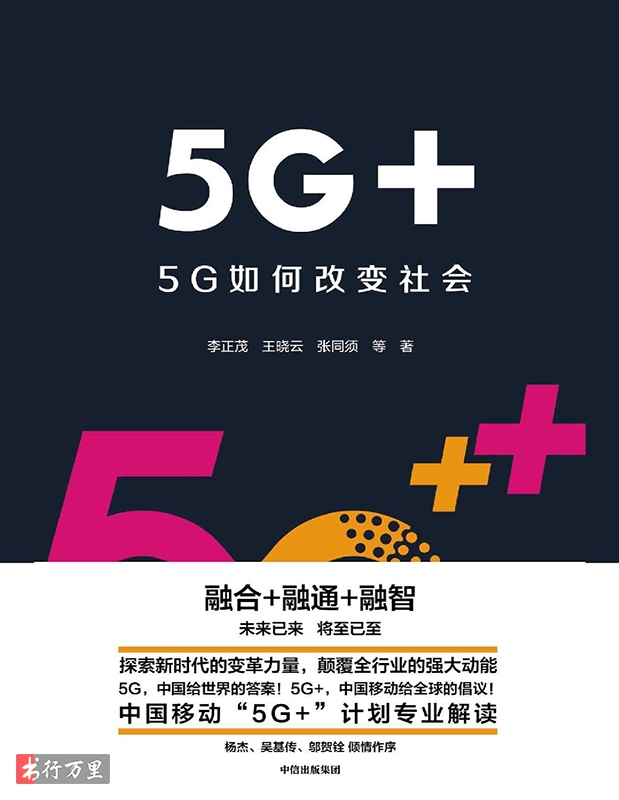 5G+
5G如何改变社会
李正茂 王晓云 张同须 等 著
5G++
融合+融通+融智
未来已来 将至已至
探索新时代的变革力量，颠覆全行业的强大动能
5G，中国给世界的答案！5G+，中国移动给全球的倡议！
中国移动“5G+”计划专业解读
杨杰、吴基传、邬贺铨 倾情作序
中信出版集团
书行万里